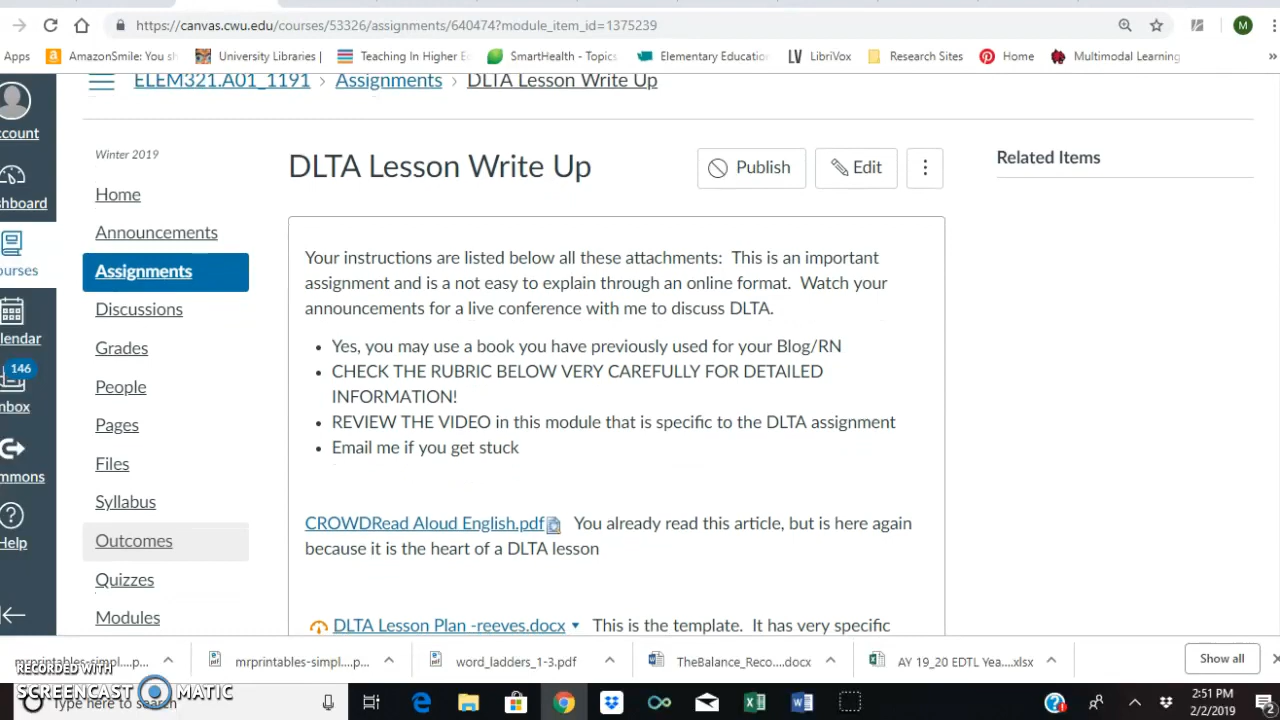 https://canvas.cwu.edu/courses/53326/assignments/640474?module_item_id=1375239
M
Apps AmazonSmile: You sh University Libraries | Teaching In Higher E SmartHealth - Topics Elementary Education LibriVox Research Sites Home Multimodal Learning »
ELEM321.A01_1191 › Assignments › DLTA Lesson Write Up
ccount
shboard
ourses
lendar
146
nbox
mmons
Help
Winter 2019
Home
Announcements
Assignments
Discussions
Grades
People
Pages
Files
Syllabus
Outcomes
Quizzes
Modules
DLTA Lesson Write Up
Publish Edit
Related Items
Your instructions are listed below all these attachments: This is an important
assignment and is a not easy to explain through an online format. Watch your
announcements for a live conference with me to discuss DLTA.
• Yes, you may use a book you have previously used for your Blog/RN
• CHECK THE RUBRIC BELOW VERY CAREFULLY FOR DETAILED
INFORMATION!
• REVIEW THE VIDEO in this module that is specific to the DLTA assignment
• Email me if you get stuck
CROWDRead Aloud English.pdf You already read this article, but is here again
because it is the heart of a DLTA lesson
DLTA Lesson Plan -reeves.docx This is the template. It has very specific
mrprintables-simpl....p... mrprintables-simpl....p... word_ladders_1-3.pdf TheBalance_Reco....docx AY 19_20 EDTL Yea....xlsx Show all
RECORDED WITH
SCREENCAST MATIC
Type here to search
2:51 PM
2/2/2019
2